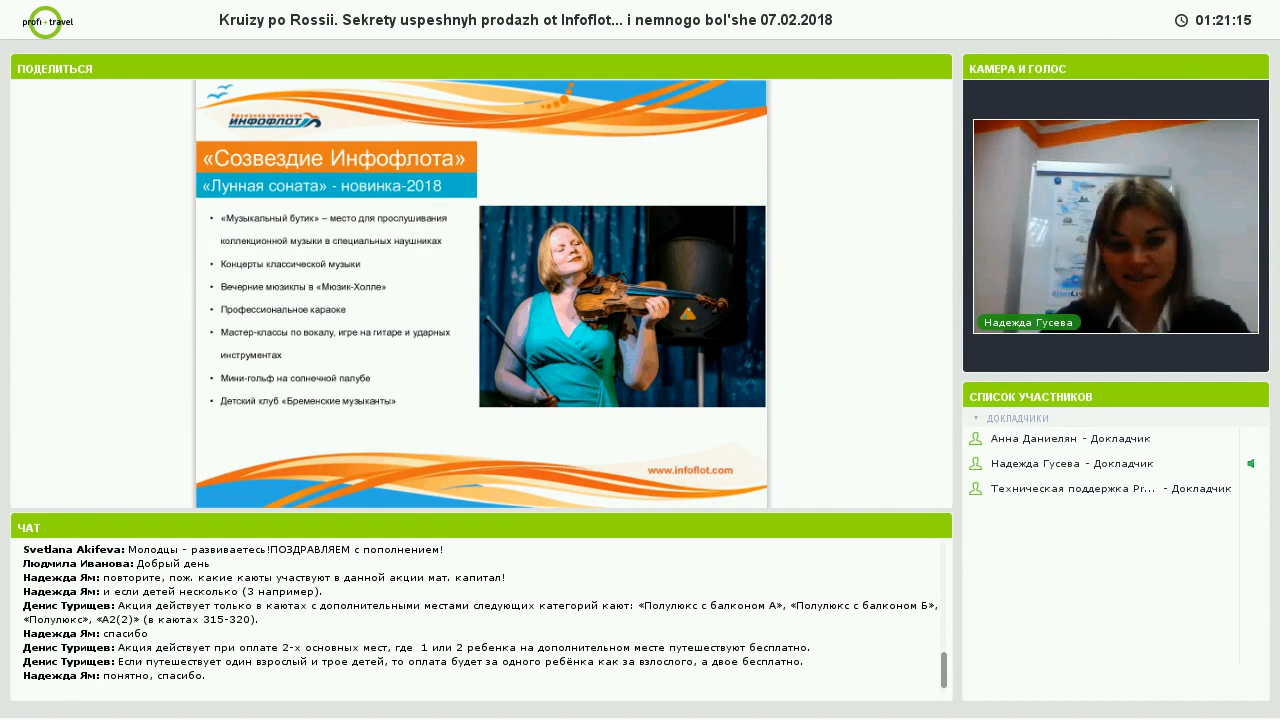 profi travel
Kruizy po Rossii. Sekrety uspeshnyh prodazh ot Infoflot... i nemnogo bol'she 07.02.2018
01:21:15
ПОДЕЛИТЬСЯ
Круизная компания
ИНФОФЛОТ
«Созвездие Инфофлота»
«Лунная соната» - новинка-2018
• «Музыкальный бутик» – место для прослушивания
коллекционной музыки в специальных наушниках
• Концерты классической музыки
• Вечерние мюзиклы в «Мюзик-Холле»
• Профессиональное караоке
• Мастер-классы по вокалу, игре на гитаре и ударных
инструментах
• Мини-гольф на солнечной палубе
• Детский клуб «Бременские музыканты»
www.infoflot.com
КАМЕРА И ГОЛОС
Надежда Гусева
СПИСОК УЧАСТНИКОВ
ДОКЛАДЧИКИ
Анна Даниелян - Докладчик
Надежда Гусева - Докладчик
Техническая поддержка Pr... - Докладчик
ЧАТ
Svetlana Akifeva: Молодцы - развиваетесь!ПОЗДРАВЛЯЕМ с пополнением!
Людмила Иванова: Добрый день
Надежда Ям: повторите, пож. какие каюты участвуют в данной акции мат. капитал!
Надежда Ям: и если детей несколько (3 например).
Денис Турищев: Акция действует только в каютах с дополнительными местами следующих категорий кают: «Полулюкс с балконом А», «Полулюкс с балконом Б»,
«Полулюкс», «А2(2)» (в каютах 315-320).
Надежда Ям: спасибо
Денис Турищев: Акция действует при оплате 2-х основных мест, где 1 или 2 ребенка на дополнительном месте путешествуют бесплатно.
Денис Турищев: Если путешествует один взрослый и трое детей, то оплата будет за одного ребёнка как за взлослого, а двое бесплатно.
Надежда Ям: понятно, спасибо.